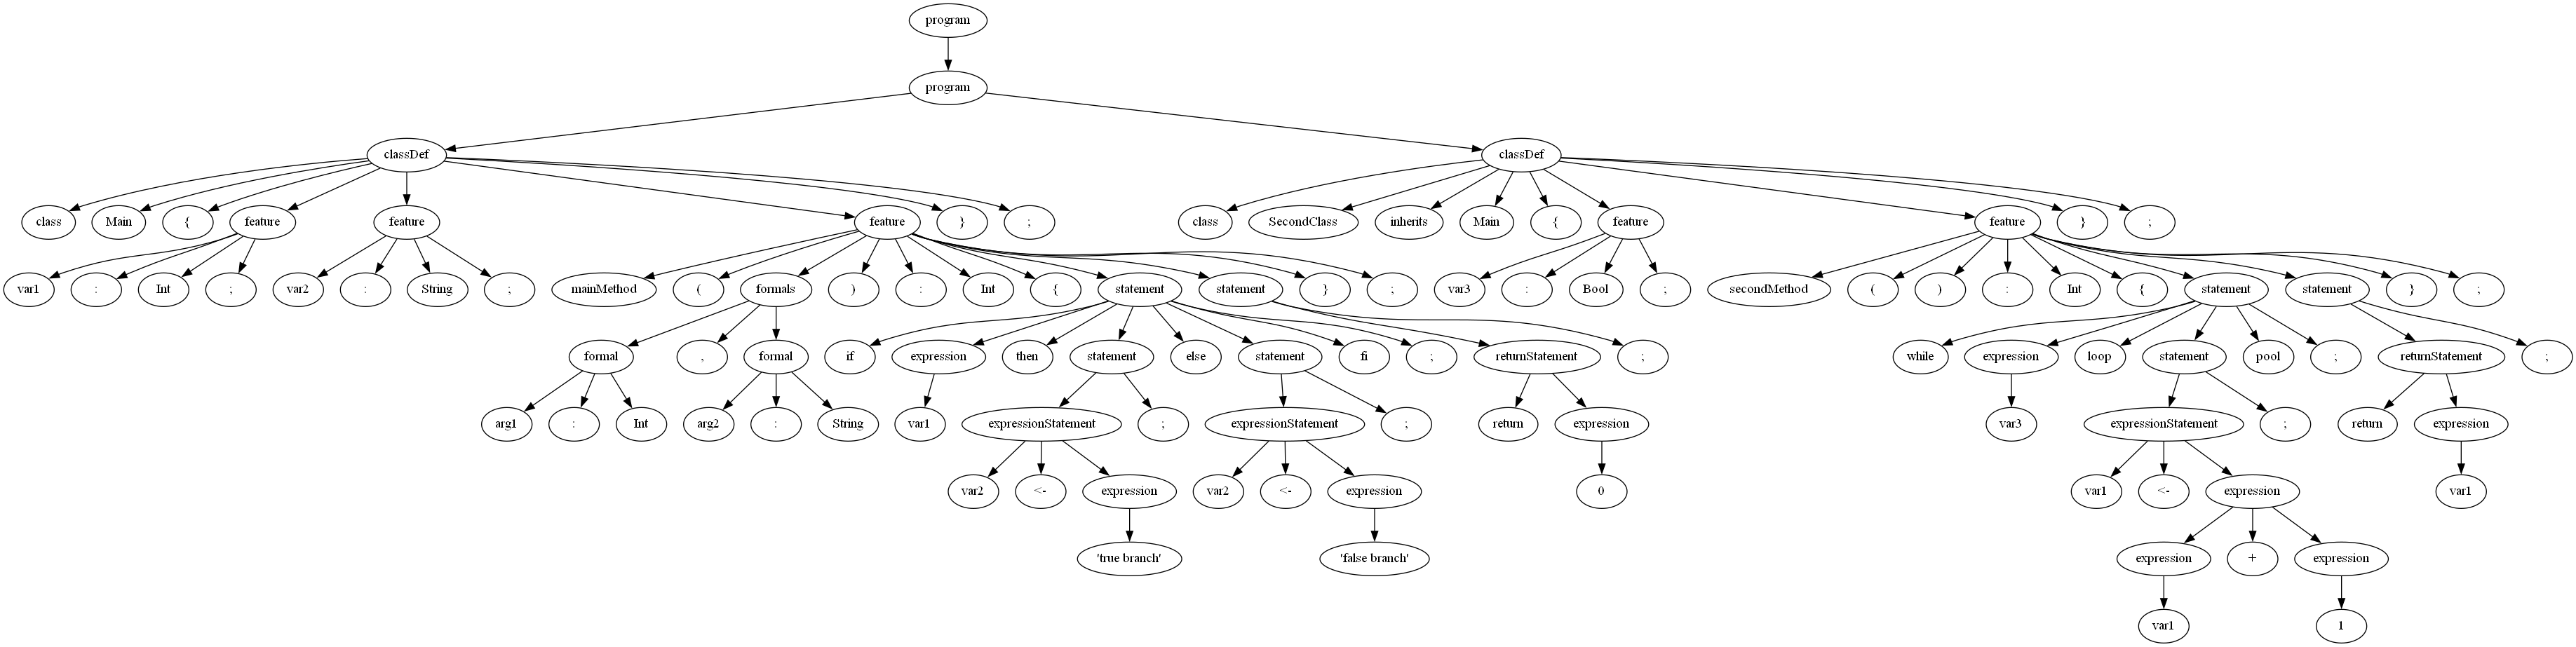 program
program
classDef classDef
class Main { feature feature feature } ; class SecondClass inherits Main { feature feature } ;
var1 : Int ; var2 : String ; mainMethod ( formals ) : Int { statement statement } ; var3 : Bool ; secondMethod ( ) : Int { statement statement } ;
formal , formal if expression then statement else statement fi ; returnStatement ; while expression loop statement pool ; returnStatement ;
arg1 : Int arg2 : String var1 expressionStatement ; expressionStatement ; return expression var3 expressionStatement ; return expression
var2 <- expression var2 <- expression 0 var1 <- expression var1
'true branch' 'false branch' expression + expression
var1 1